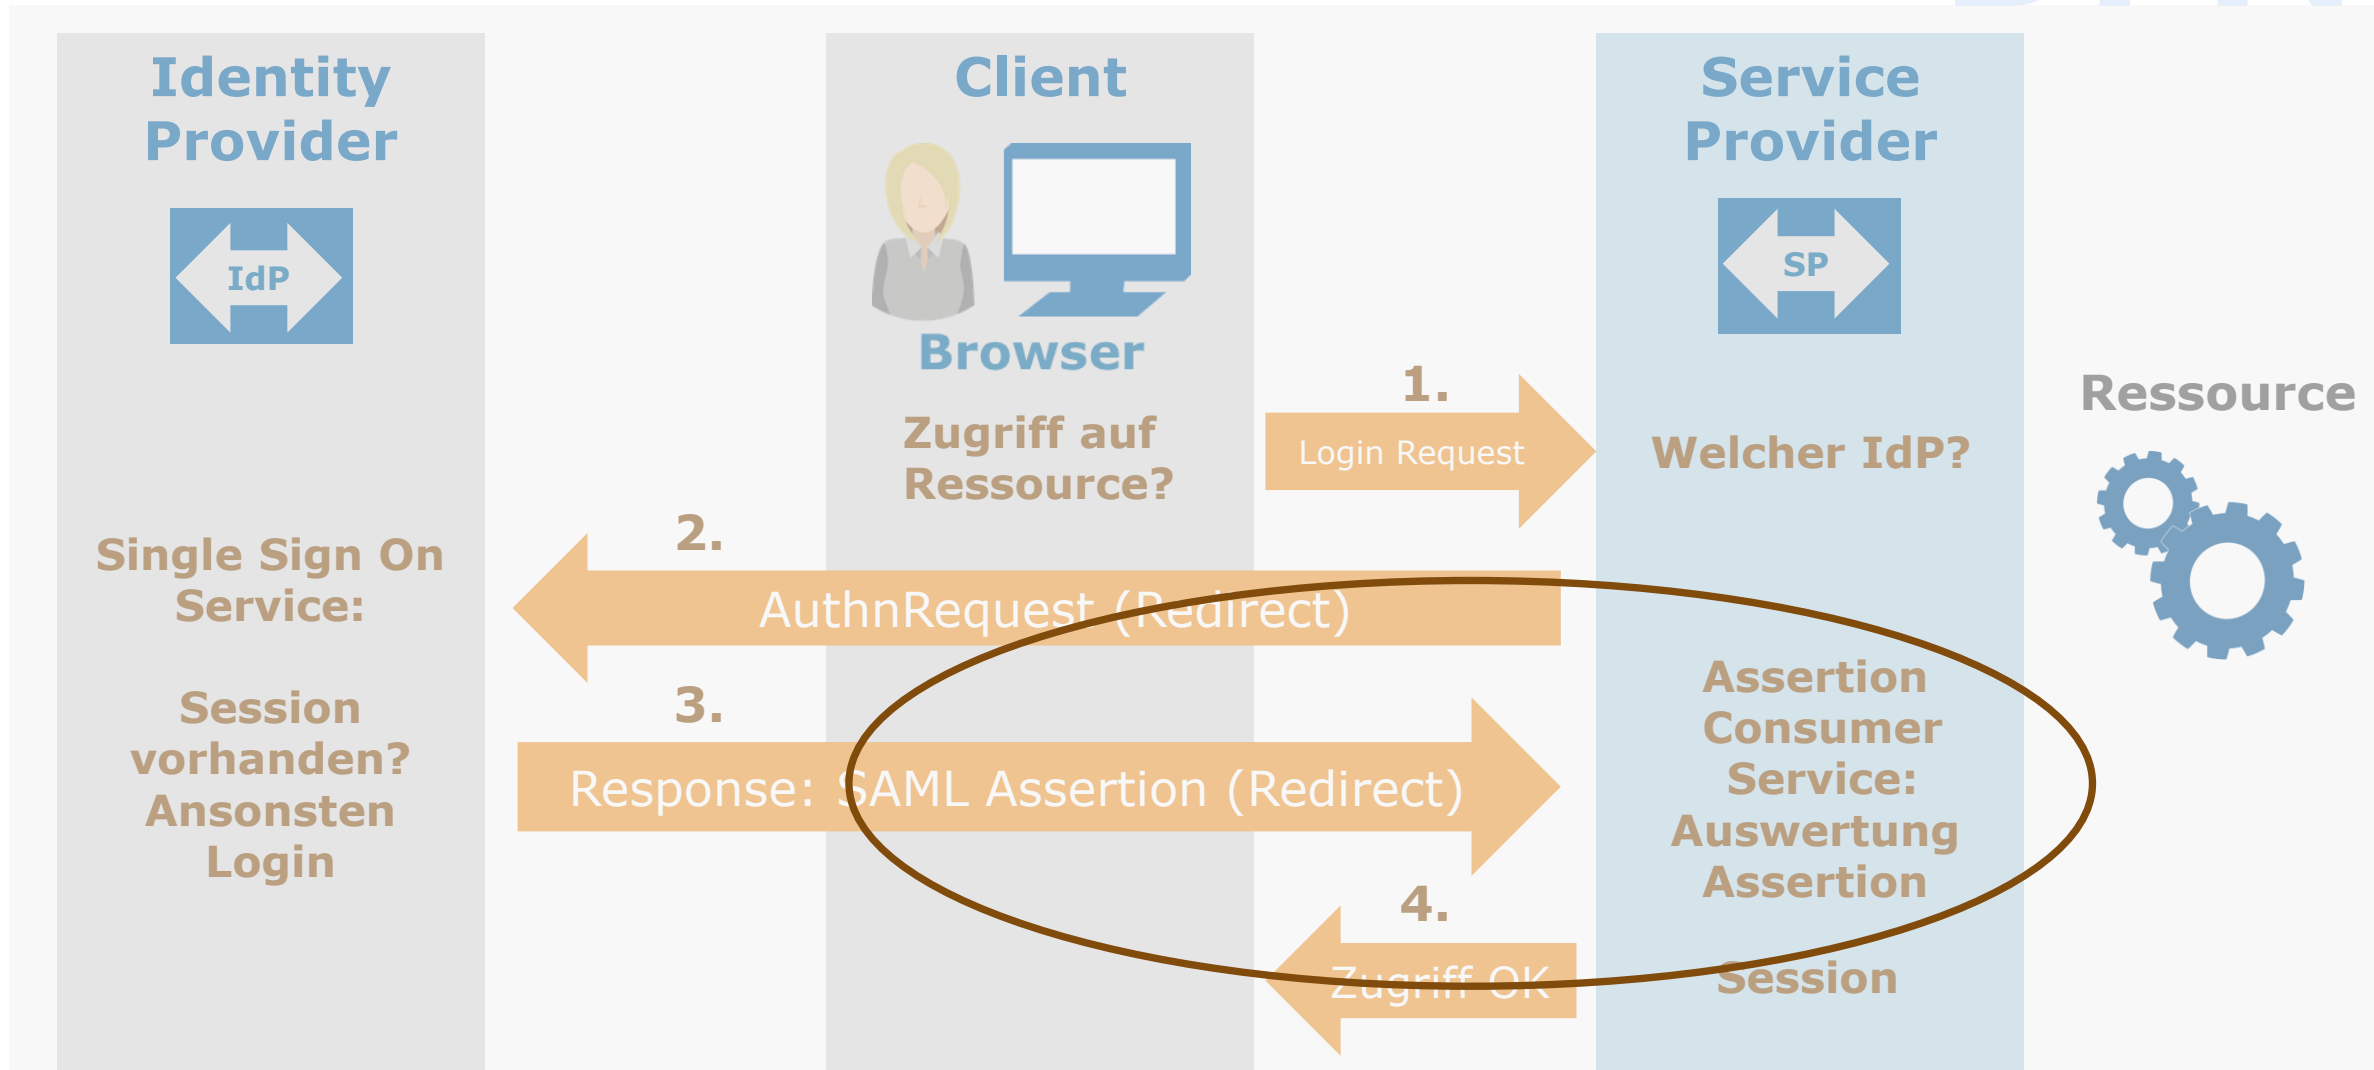 Identity
Provider
IdP
Single Sign On
Service:
Session
vorhanden?
Ansonsten
Login
Client
Browser
Zugriff auf
Ressource?
1.
Login Request
2.
AuthnRequest (Redirect)
3.
Response: SAML Assertion (Redirect)
4.
Zugriff OK
Service
Provider
SP
Welcher IdP?
Assertion
Consumer
Service:
Auswertung
Assertion
Session
Ressource